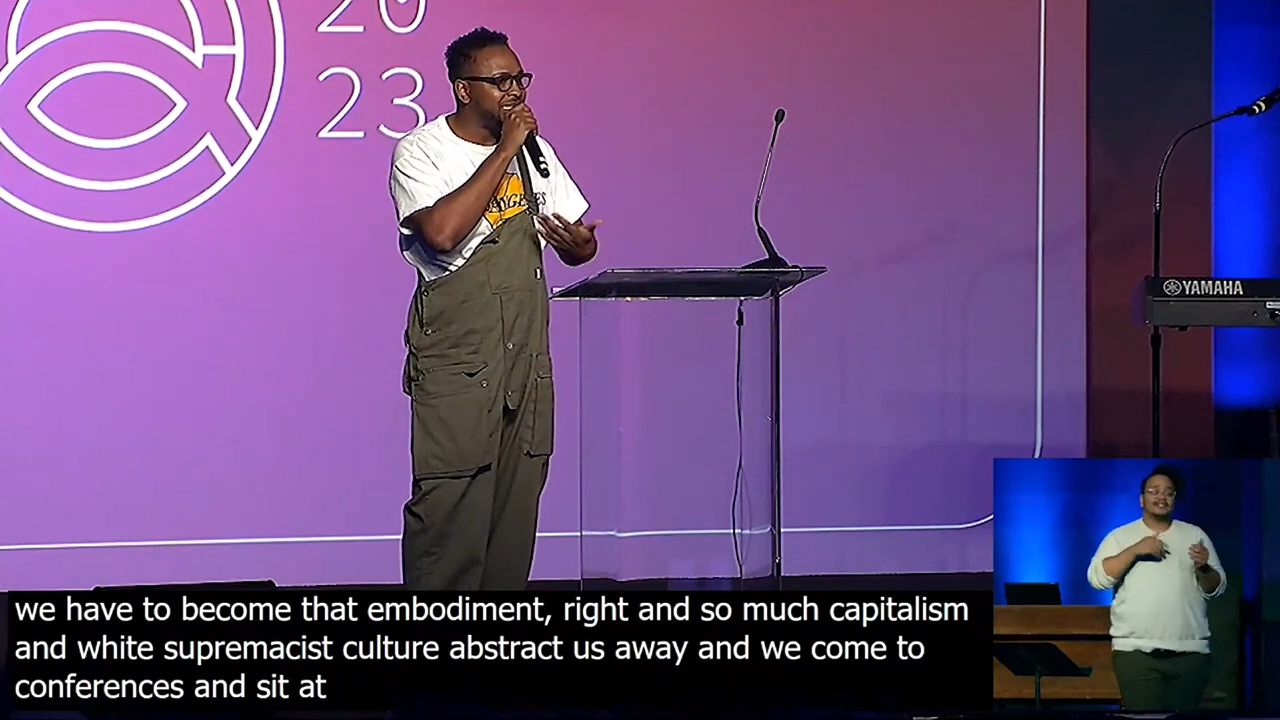 20
23
YAMAHA
we have to become that embodiment, right and so much capitalism
and white supremacist culture abstract us away and we come to
conferences and sit at